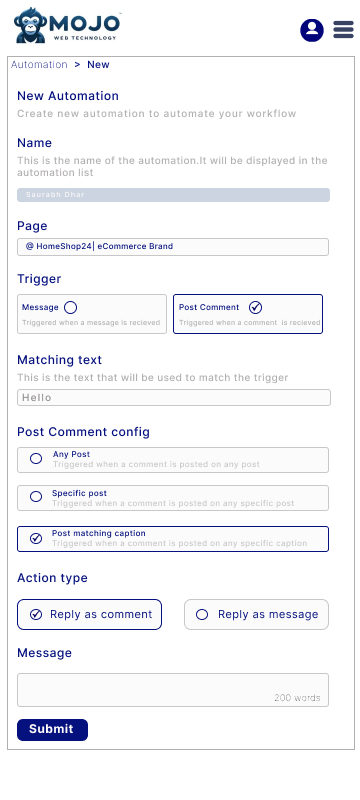 MOJO
WEB TECHNOLOGY
Automation > New
New Automation
Create new automation to automate your workflow
Name
This is the name of the automation.It will be displayed in the
automation list
Saurabh Dhar
Page
@ HomeShop24| eCommerce Brand
Trigger
Message
Triggered when a message is recieved
Post Comment
Triggered when a comment is recieved
Matching text
This is the text that will be used to match the trigger
Hello
Post Comment config
Any Post
Triggered when a comment is posted on any post
Specific post
Triggered when a comment is posted on any specific post
Post matching caption
Triggered when a comment is posted on any specific caption
Action type
Reply as comment
Reply as message
Message
200 words
Submit